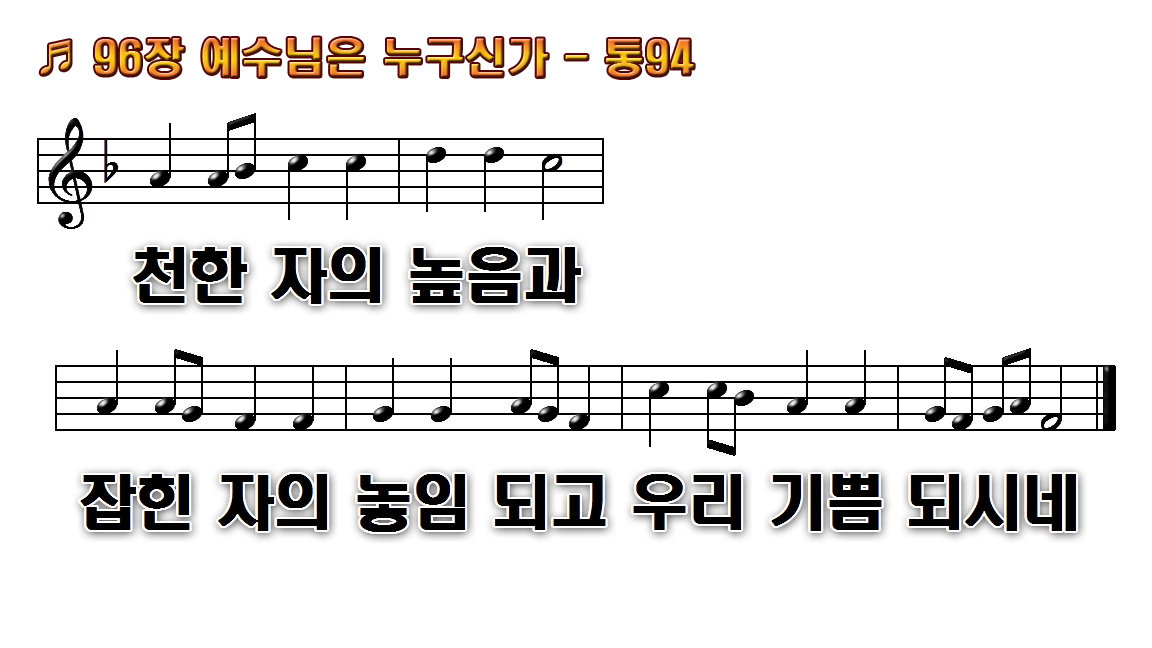 ♬ 96장 예수님은 누구신가 - 통94
천한 자의 높음과
잡힌 자의 놓임 되고 우리 기쁨 되시네